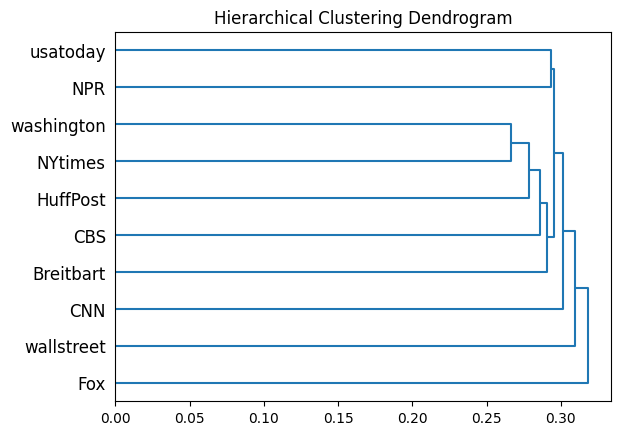 Hierarchical Clustering Dendrogram
usatoday
NPR
washington
NYtimes
HuffPost
CBS
Breitbart
CNN
wallstreet
Fox
0.00 0.05 0.10 0.15 0.20 0.25 0.30